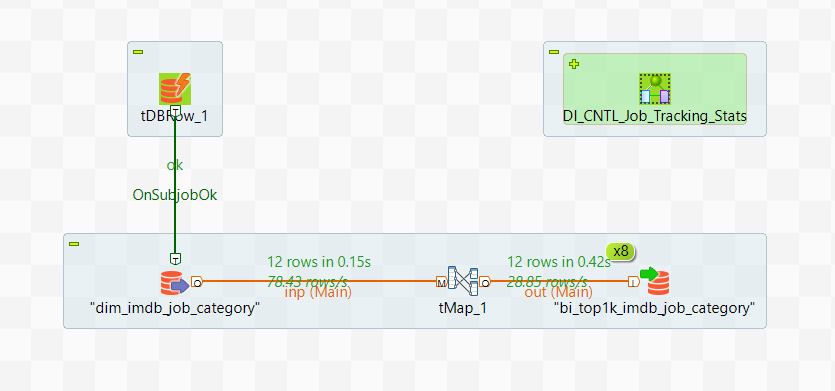 tDBRow_1
DI_CNTL_Job_Tracking_Stats
ok
OnSubjobOk
x8
12 rows in 0.15s
12 rows in 0.42s
78.43 rows/s
28.85 rows/s
inp (Main)
out (Main)
O
M
O
I
T
T
"dim_imdb_job_category"
tMap_1
"bi_top1k_imdb_job_category"